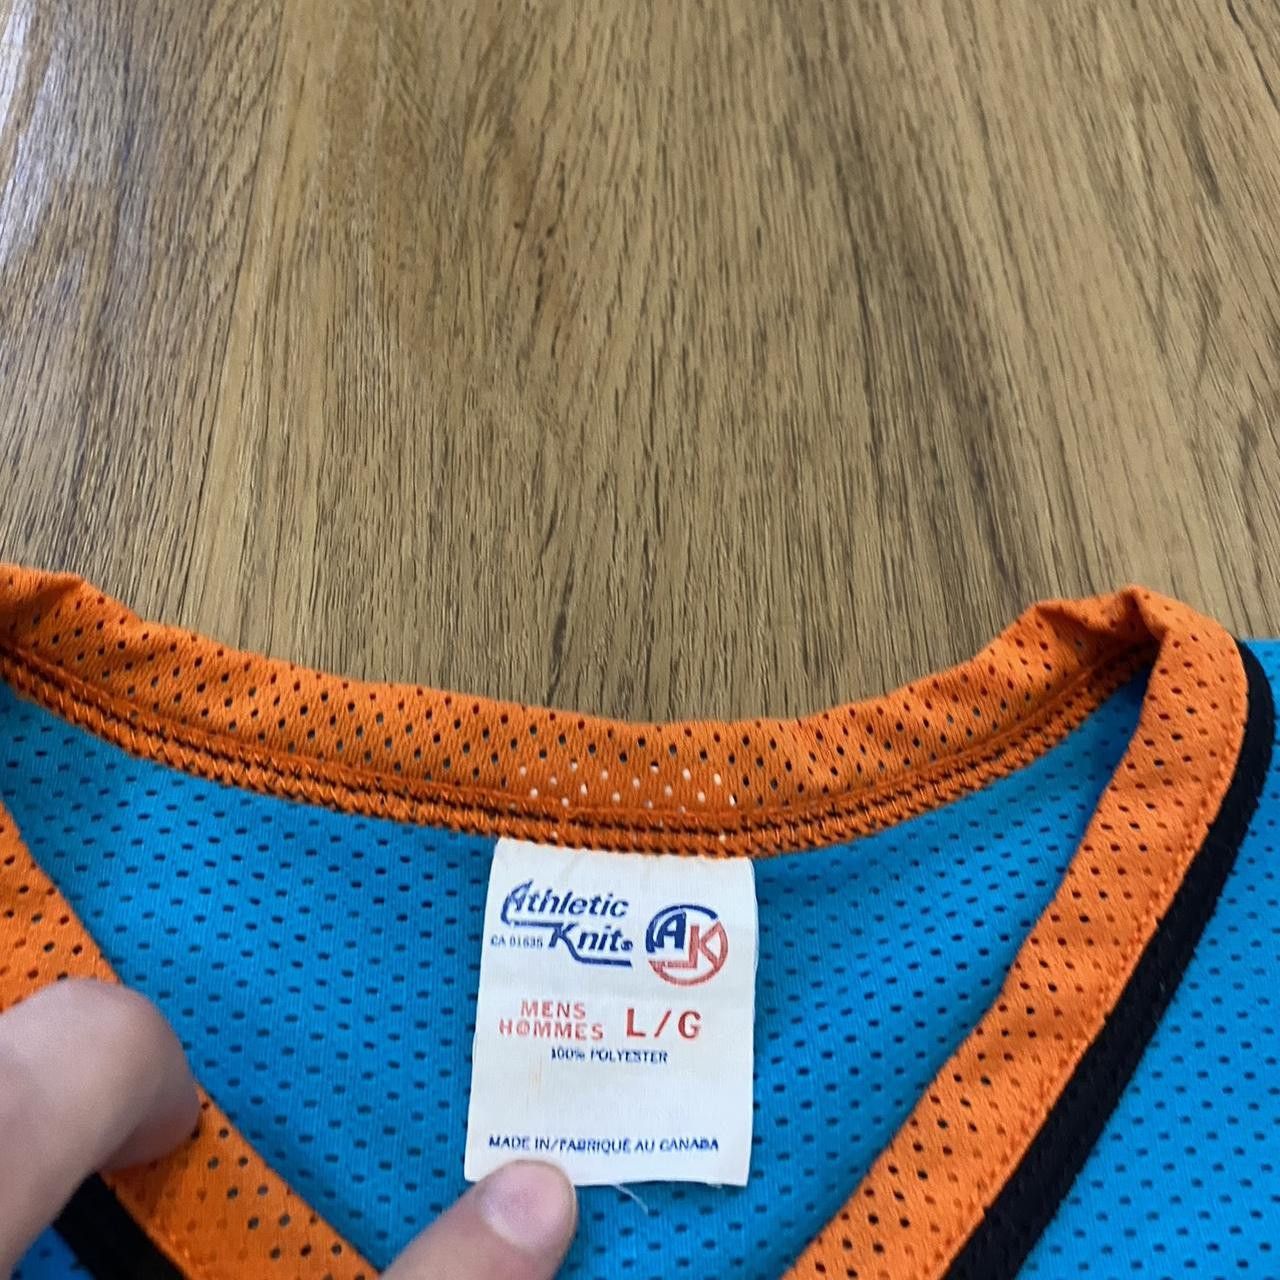 Athletic
Knit®
CA 01635
AK
MENS
HOMMES
L/G
100% POLYESTER
MADE IN/FABRIQUÉ AU CANADA